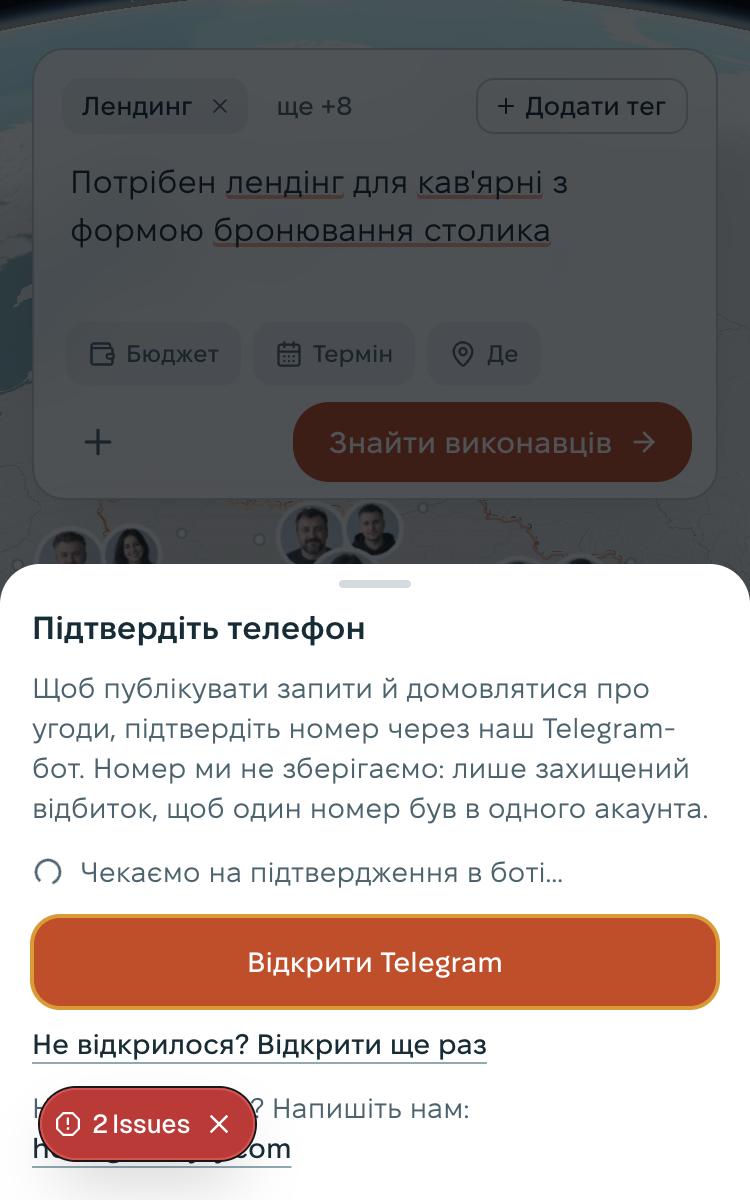 Лендинг
ще +8
+ Додати тег
Потрібен лендінг для кав'ярні з
формою бронювання столика
Бюджет
Термін
Де
Знайти виконавців
Підтвердіть телефон
Щоб публікувати запити й домовлятися про
угоди, підтвердіть номер через наш Telegram-
бот. Номер ми не зберігаємо: лише захищений
відбиток, щоб один номер був в одного акаунта.
Чекаємо на підтвердження в боті...
Відкрити Telegram
Не відкрилося? Відкрити ще раз
? Напишіть нам:
2 Issues
com